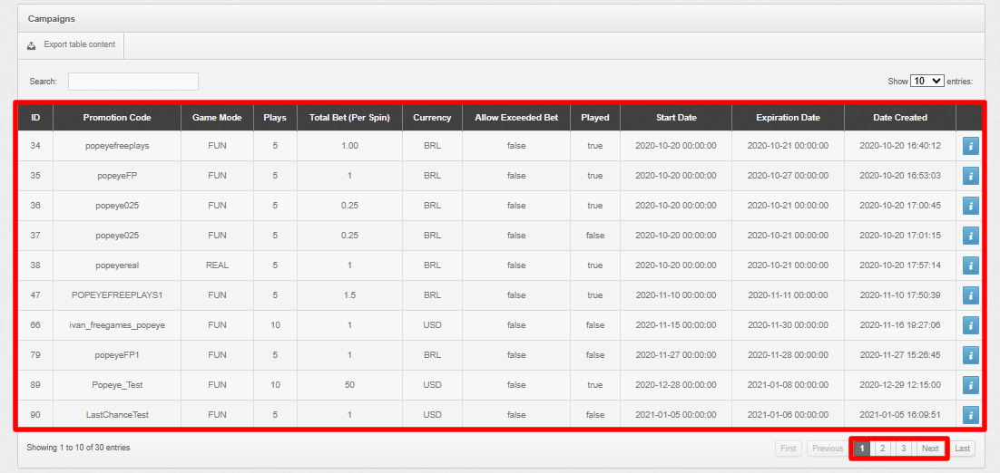 Campaigns
Export table content
Search: Show 10 entries:
ID Promotion Code Game Mode Plays Total Bet (Per Spin) Currency Allow Exceeded Bet Played Start Date Expiration Date Date Created
34 popeyefreeplays FUN 5 1.00 BRL false true 2020-10-20 00:00:00 2020-10-21 00:00:00 2020-10-20 16:40:12 i
35 popeyeFP FUN 5 1 BRL false true 2020-10-20 00:00:00 2020-10-27 00:00:00 2020-10-20 16:53:03 i
36 popeye025 FUN 5 0.25 BRL false true 2020-10-20 00:00:00 2020-10-21 00:00:00 2020-10-20 17:00:45 i
37 popeye025 FUN 5 0.25 BRL false false 2020-10-20 00:00:00 2020-10-21 00:00:00 2020-10-20 17:01:15 i
38 popeyereal REAL 5 1 BRL false true 2020-10-20 00:00:00 2020-10-21 00:00:00 2020-10-20 17:57:14 i
47 POPEYEFREEPLAYS1 FUN 5 1.5 BRL false true 2020-11-10 00:00:00 2020-11-11 00:00:00 2020-11-10 17:50:39 i
66 ivan_freegames_popeye FUN 10 1 USD false false 2020-11-15 00:00:00 2020-11-30 00:00:00 2020-11-16 19:27:06 i
79 popeyeFP1 FUN 5 1 BRL false false 2020-11-27 00:00:00 2020-11-28 00:00:00 2020-11-27 15:26:45 i
89 Popeye_Test FUN 10 50 USD false true 2020-12-28 00:00:00 2021-01-08 00:00:00 2020-12-29 12:15:00 i
90 LastChanceTest FUN 5 1 USD false false 2021-01-05 00:00:00 2021-01-06 00:00:00 2021-01-05 16:09:51 i
Showing 1 to 10 of 30 entries First Previous 1 2 3 Next Last